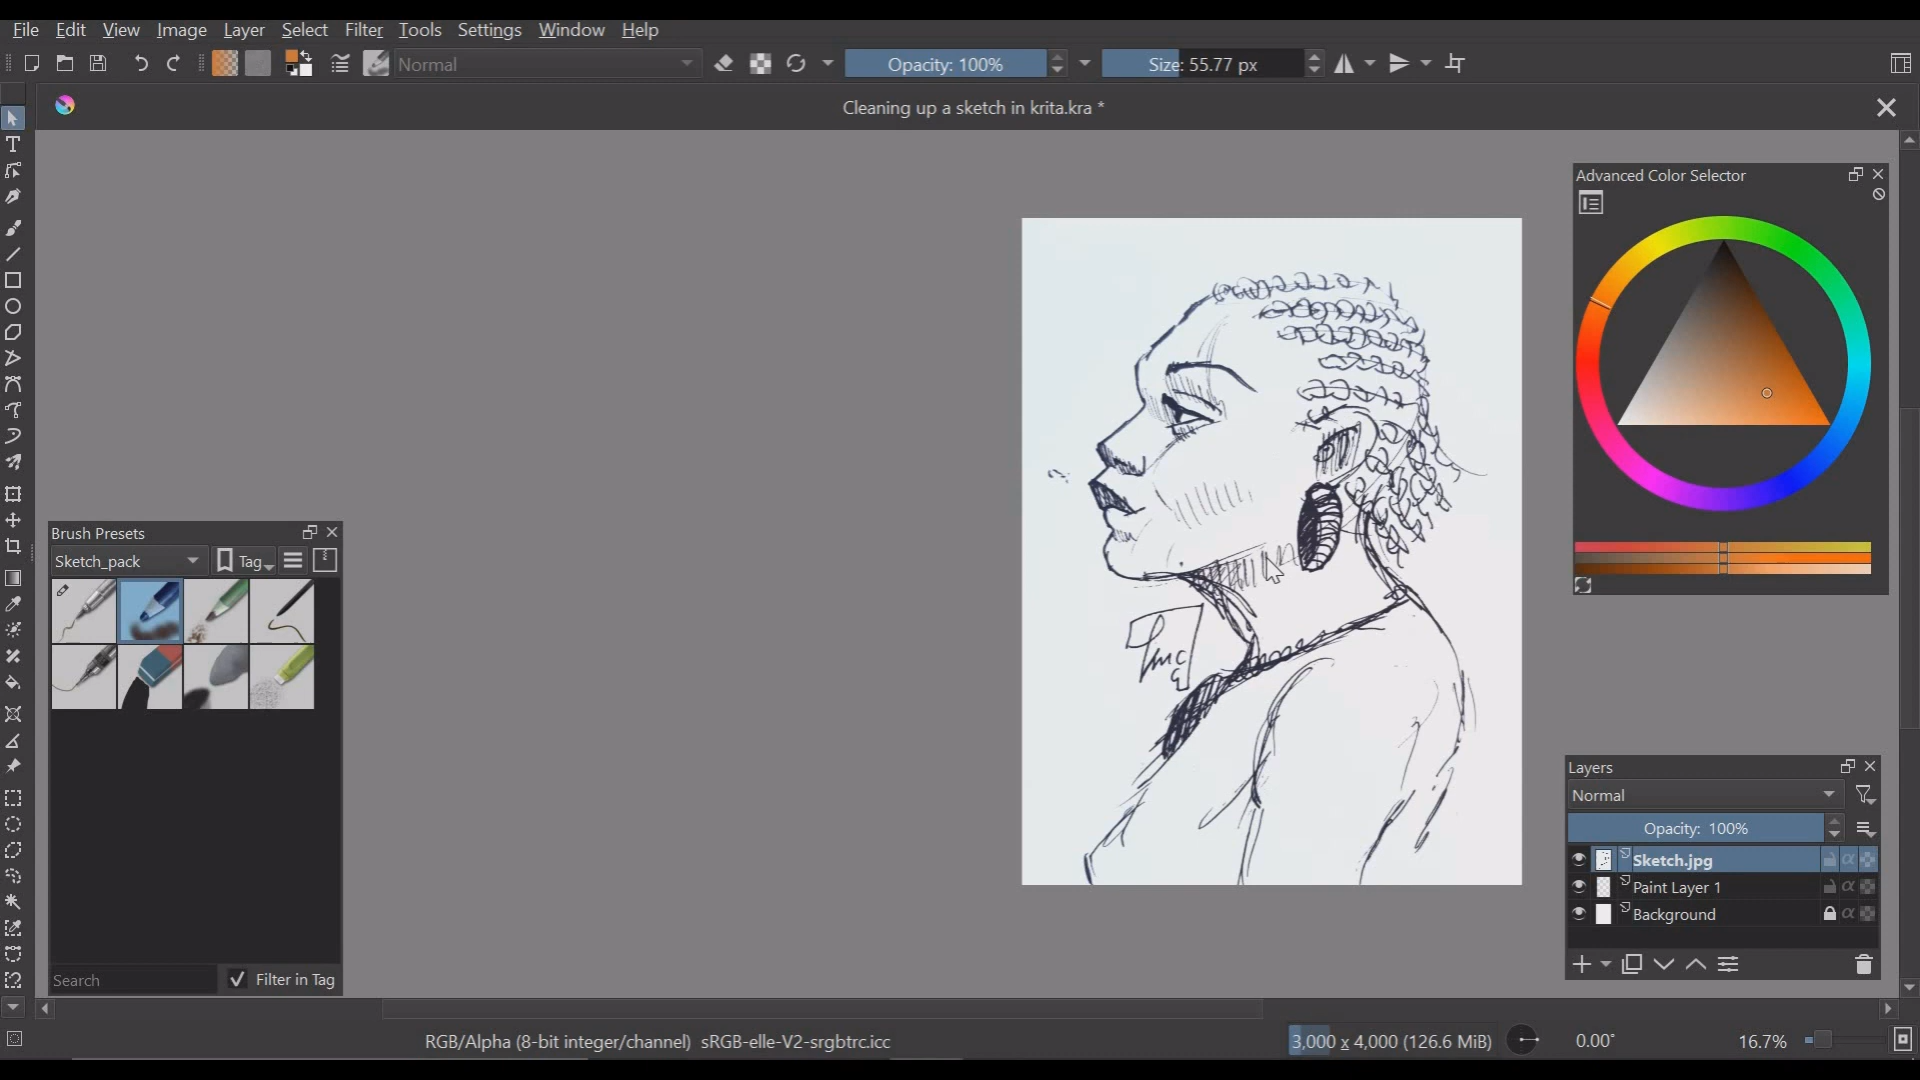 File Edit View Image Layer Select Filter Tools Settings Window Help
Normal Opacity: 100% Size: 55.77 px
Cleaning up a sketch in krita.kra *
Advanced Color Selector
Brush Presets
Sketch_pack Tag
Search Filter in Tag
Layers
Normal
Opacity: 100%
Sketch.jpg
Paint Layer 1
Background
RGB/Alpha (8-bit integer/channel) sRGB-elle-V2-srgbtrc.icc 3,000 x 4,000 (126.6 MiB) 0.00° 16.7%